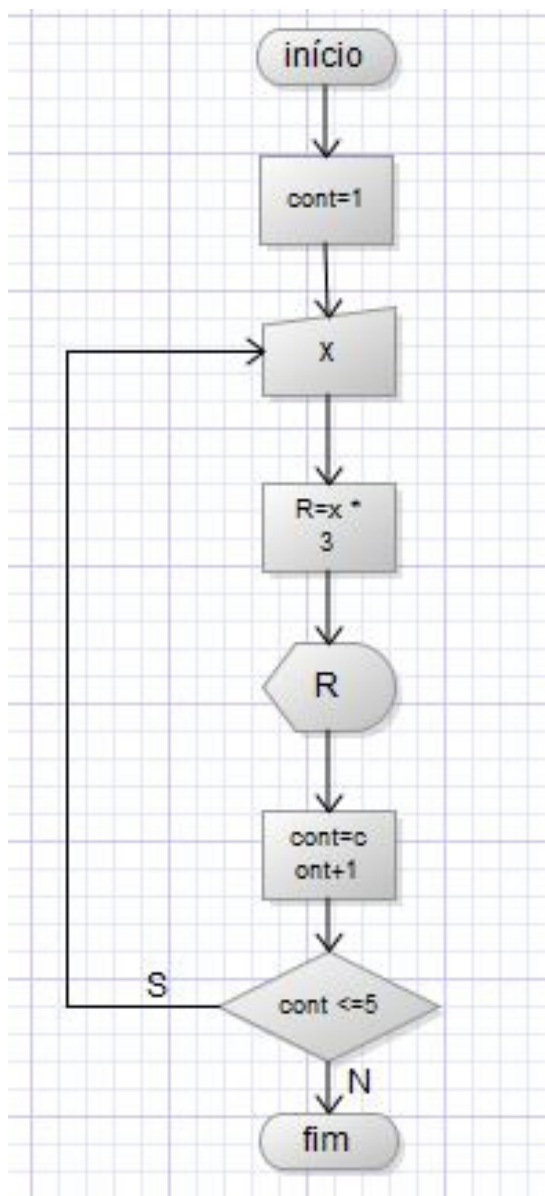 início
cont=1
X
R=x *
3
R
cont=c
ont+1
S
cont <=5
N
fim